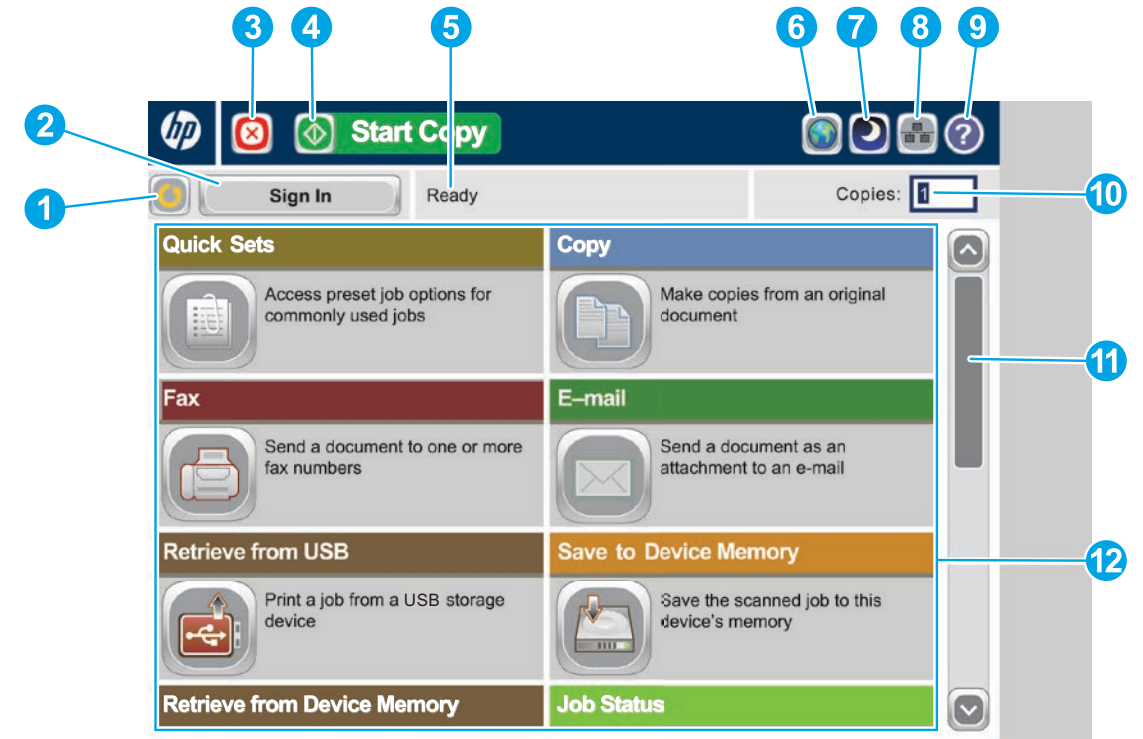 3 4 5 6 7 8 9
2
hp Start Copy ?
1 Sign In Ready Copies: 1 10
Quick Sets Copy
Access preset job options for
commonly used jobs
Make copies from an original
document
11
Fax E–mail
Send a document to one or more
fax numbers
Send a document as an
attachment to an e-mail
Retrieve from USB Save to Device Memory
12
Print a job from a USB storage
device
Save the scanned job to this
device's memory
Retrieve from Device Memory Job Status